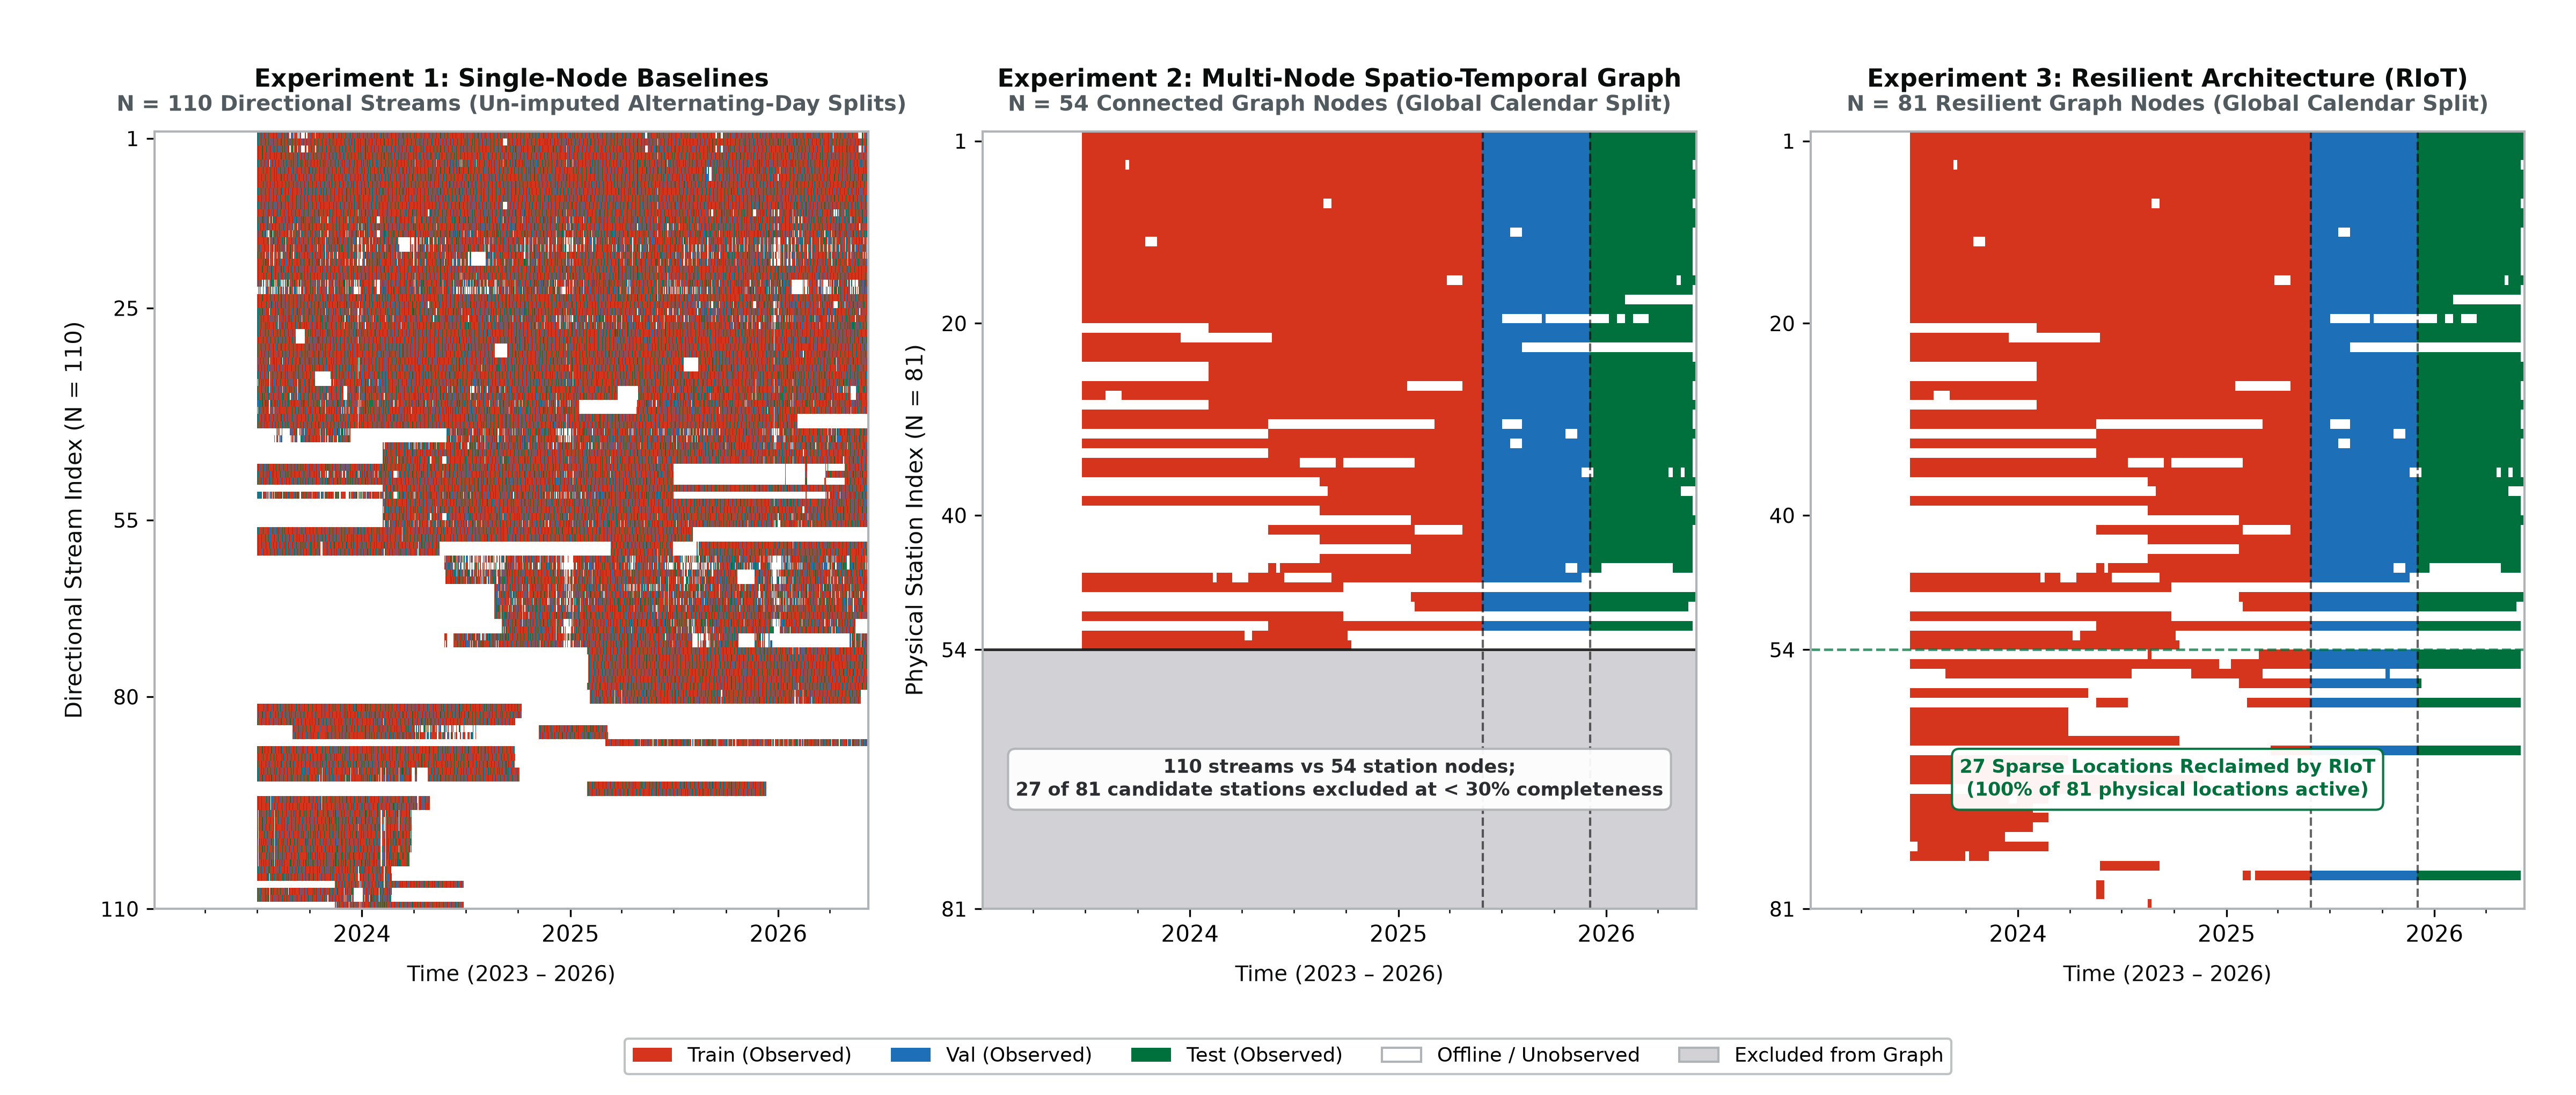 Experiment 1: Single-Node Baselines
N = 110 Directional Streams (Un-imputed Alternating-Day Splits)
Directional Stream Index (N = 110)
1
25
55
80
110
2024
2025
2026
Time (2023 – 2026)
Experiment 2: Multi-Node Spatio-Temporal Graph
N = 54 Connected Graph Nodes (Global Calendar Split)
Physical Station Index (N = 81)
1
20
40
54
81
110 streams vs 54 station nodes;
27 of 81 candidate stations excluded at < 30% completeness
2024
2025
2026
Time (2023 – 2026)
Experiment 3: Resilient Architecture (RIoT)
N = 81 Resilient Graph Nodes (Global Calendar Split)
1
20
40
54
81
27 Sparse Locations Reclaimed by RIoT
(100% of 81 physical locations active)
2024
2025
2026
Time (2023 – 2026)
Train (Observed)
Val (Observed)
Test (Observed)
Offline / Unobserved
Excluded from Graph